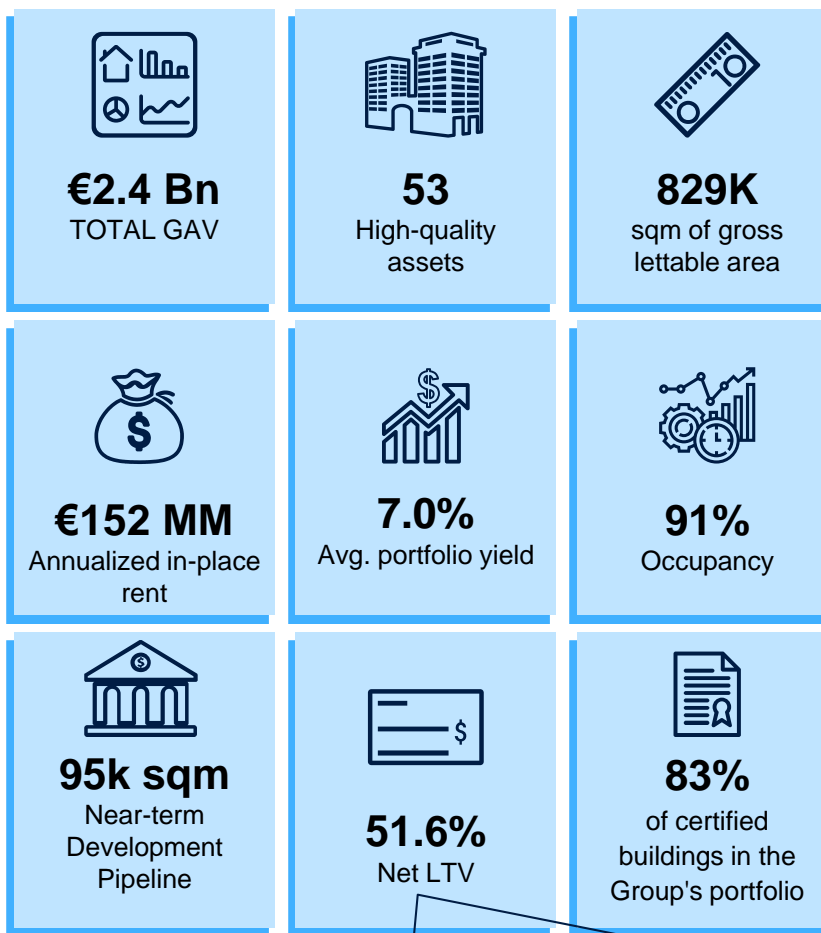 €2.4 Bn
TOTAL GAV
53
High-quality
assets
829K
sqm of gross
lettable area
€152 MM
Annualized in-place
rent
7.0%
Avg. portfolio yield
91%
Occupancy
95k sqm
Near-term
Development
Pipeline
51.6%
Net LTV
83%
of certified
buildings in the
Group's portfolio